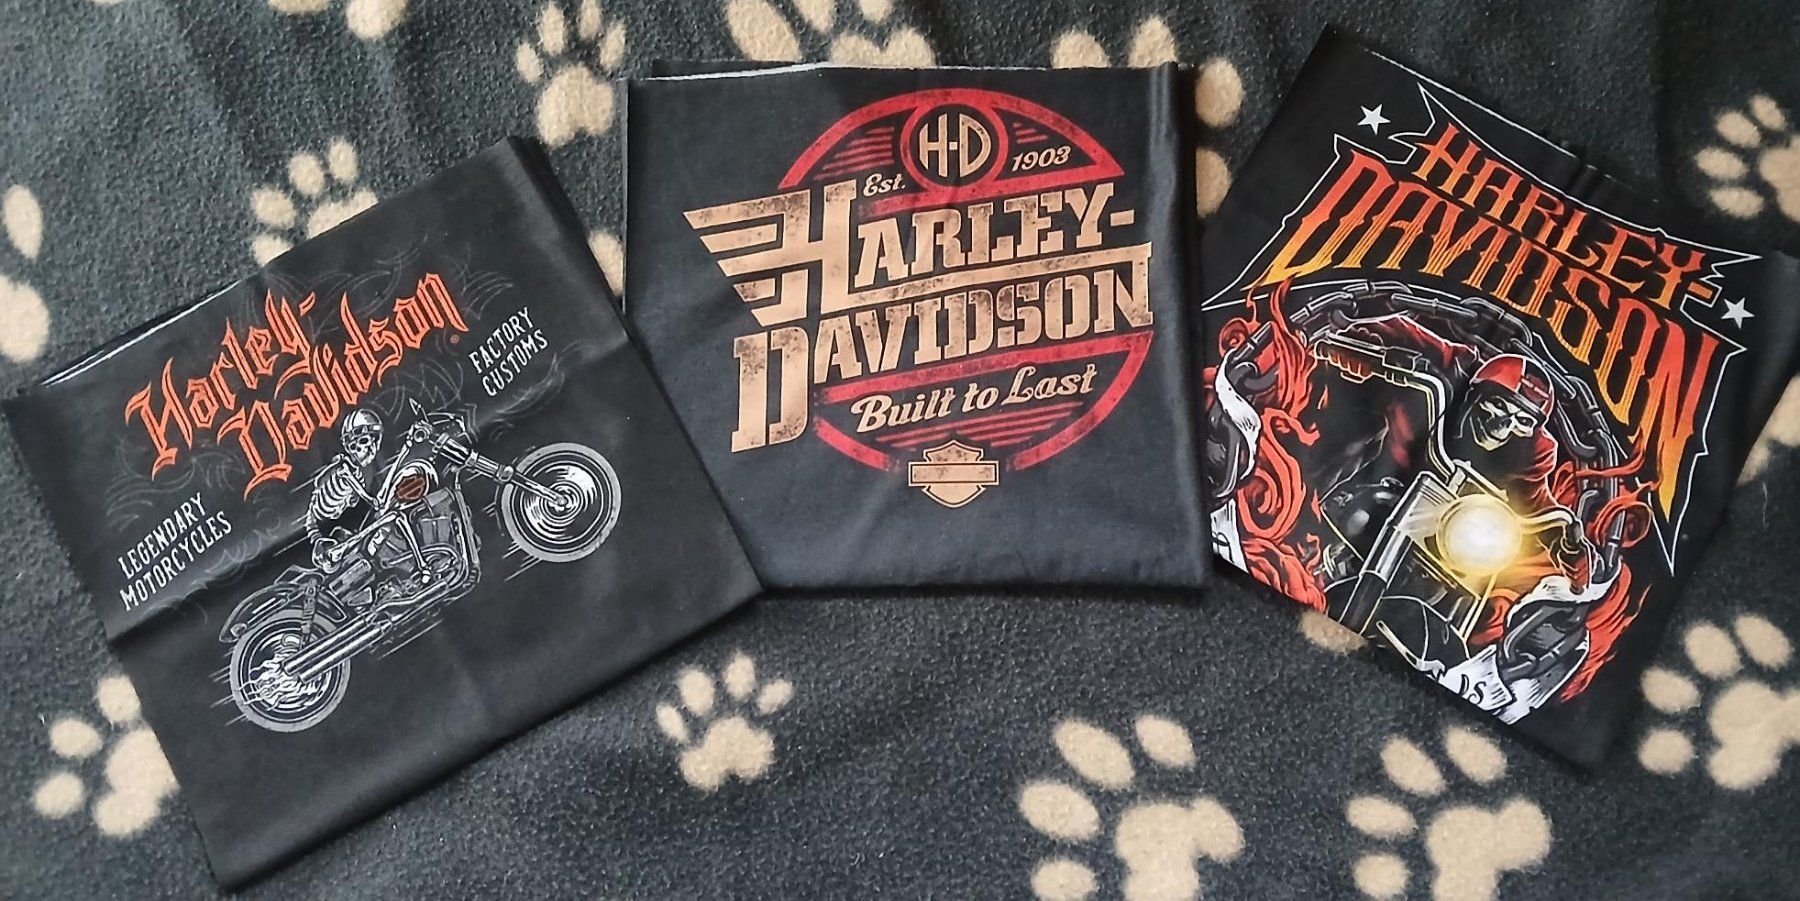 Harley-
Davidson
FACTORY
CUSTOMS
LEGENDARY
MOTORCYCLES
H-D
Est. 1903
HARLEY-
DAVIDSON
Built to Last
HARLEY-
DAVIDSON